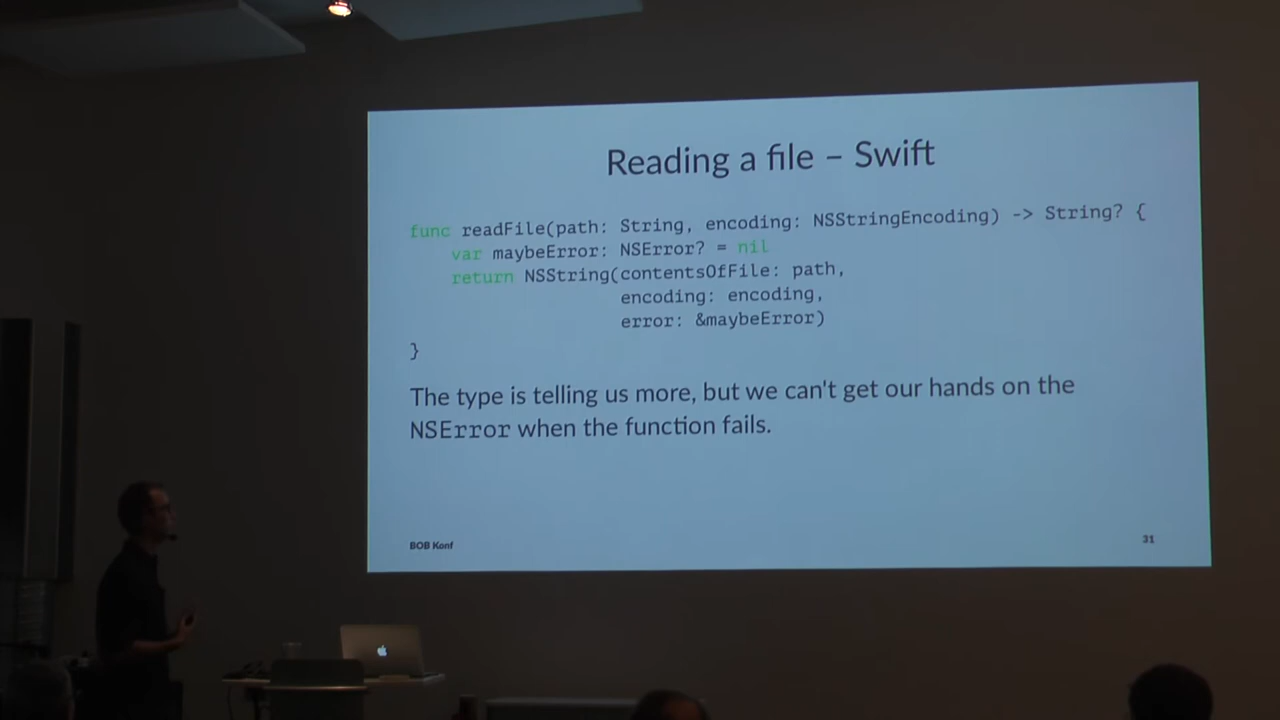 Reading a file – Swift
func readFile(path: String, encoding: NSStringEncoding) -> String? {
    var maybeError: NSError? = nil
    return NSString(contentsOfFile: path,
                    encoding: encoding,
                    error: &maybeError)
}
The type is telling us more, but we can't get our hands on the
NSError when the function fails.
BOB Konf
31